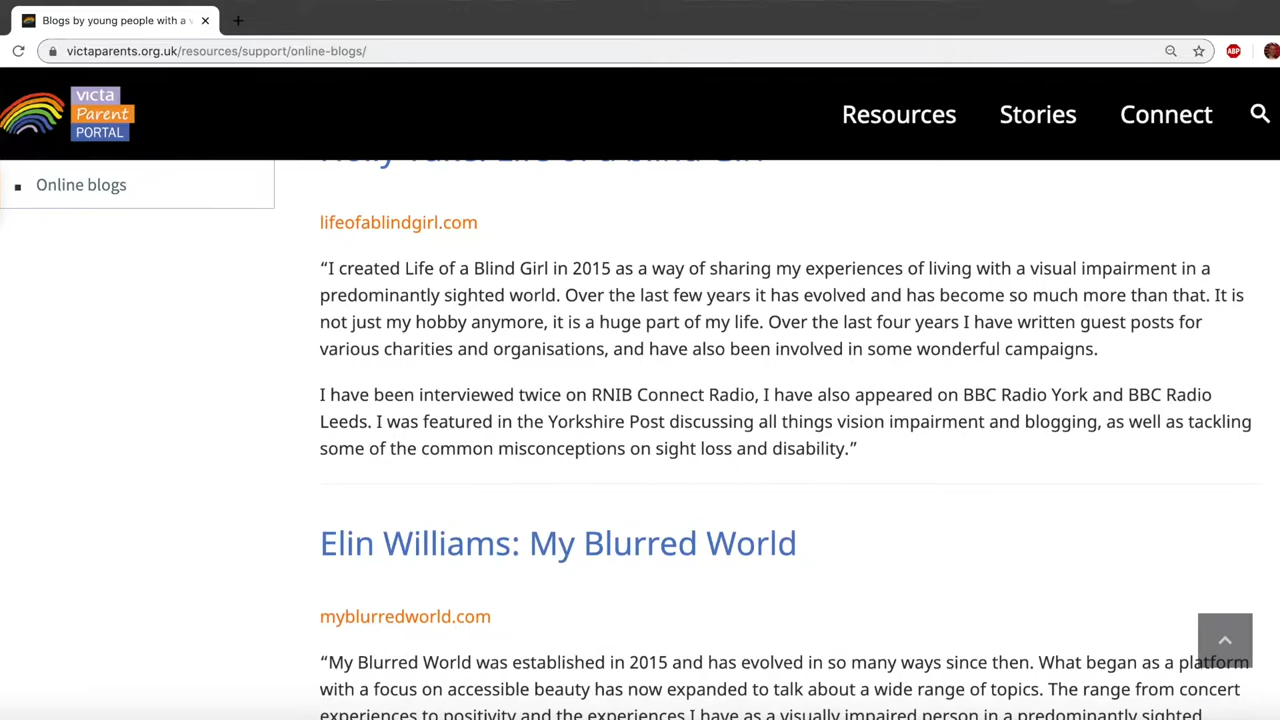 Blogs by young people with a v
victaparents.org.uk/resources/support/online-blogs/
ABP
victa
Parent
PORTAL
Resources
Stories
Connect
Online blogs
lifeofablindgirl.com
“I created Life of a Blind Girl in 2015 as a way of sharing my experiences of living with a visual impairment in a
predominantly sighted world. Over the last few years it has evolved and has become so much more than that. It is
not just my hobby anymore, it is a huge part of my life. Over the last four years I have written guest posts for
various charities and organisations, and have also been involved in some wonderful campaigns.
I have been interviewed twice on RNIB Connect Radio, I have also appeared on BBC Radio York and BBC Radio
Leeds. I was featured in the Yorkshire Post discussing all things vision impairment and blogging, as well as tackling
some of the common misconceptions on sight loss and disability.”
Elin Williams: My Blurred World
myblurredworld.com
“My Blurred World was established in 2015 and has evolved in so many ways since then. What began as a platform
with a focus on accessible beauty has now expanded to talk about a wide range of topics. The range from concert
experiences to positivity and the experiences I have as a visually impaired person in a predominantly sighted